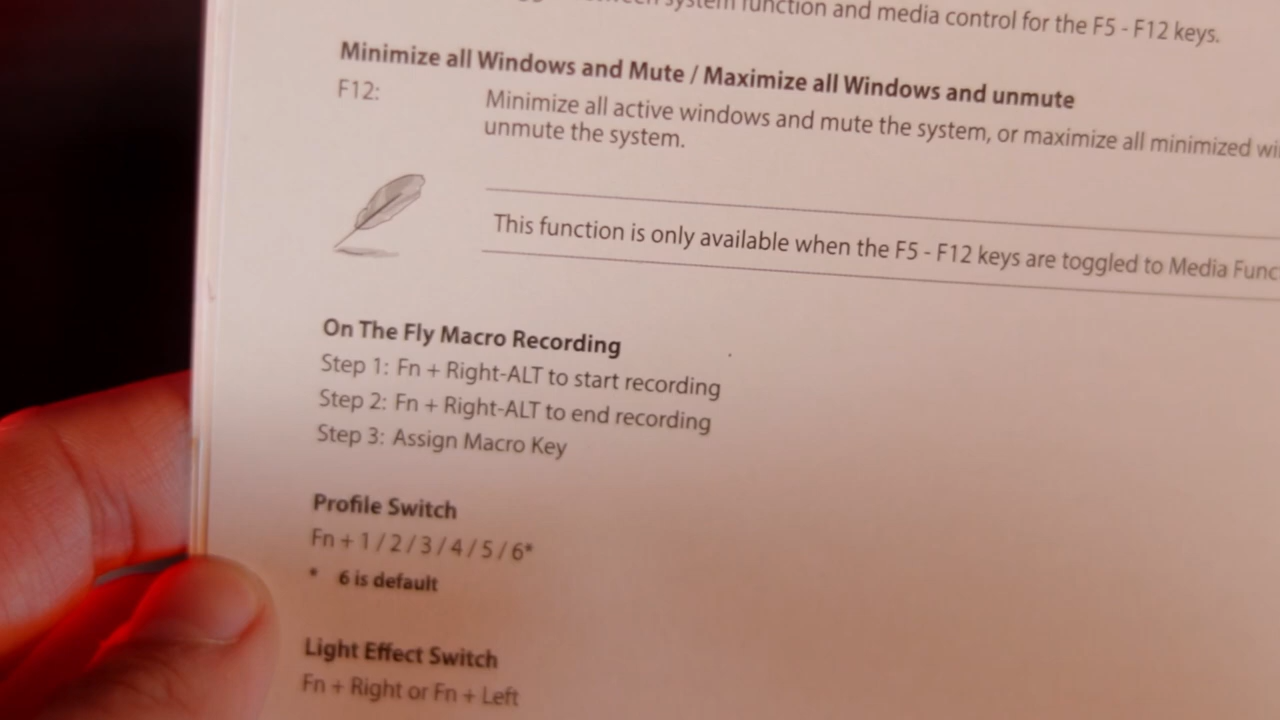 between system function and media control for the F5 - F12 keys.
Minimize all Windows and Mute / Maximize all Windows and unmute
F12:
Minimize all active windows and mute the system, or maximize all minimized
unmute the system.
This function is only available when the F5 - F12 keys are toggled to Media
On The Fly Macro Recording
Step 1: Fn + Right-ALT to start recording
Step 2: Fn + Right-ALT to end recording
Step 3: Assign Macro Key
Profile Switch
Fn + 1 / 2 / 3 / 4 / 5 / 6*
* 6 is default
Light Effect Switch
Fn + Right or Fn + Left